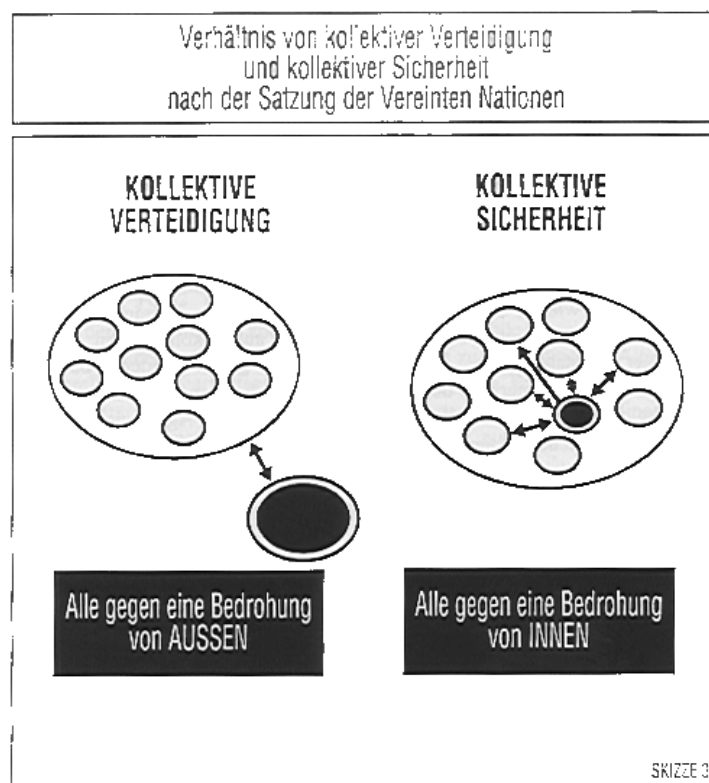 Verhältnis von kollektiver Verteidigung
und kollektiver Sicherheit
nach der Satzung der Vereinten Nationen
KOLLEKTIVE
VERTEIDIGUNG
KOLLEKTIVE
SICHERHEIT
Alle gegen eine Bedrohung
von AUSSEN
Alle gegen eine Bedrohung
von INNEN
SKIZZE 3